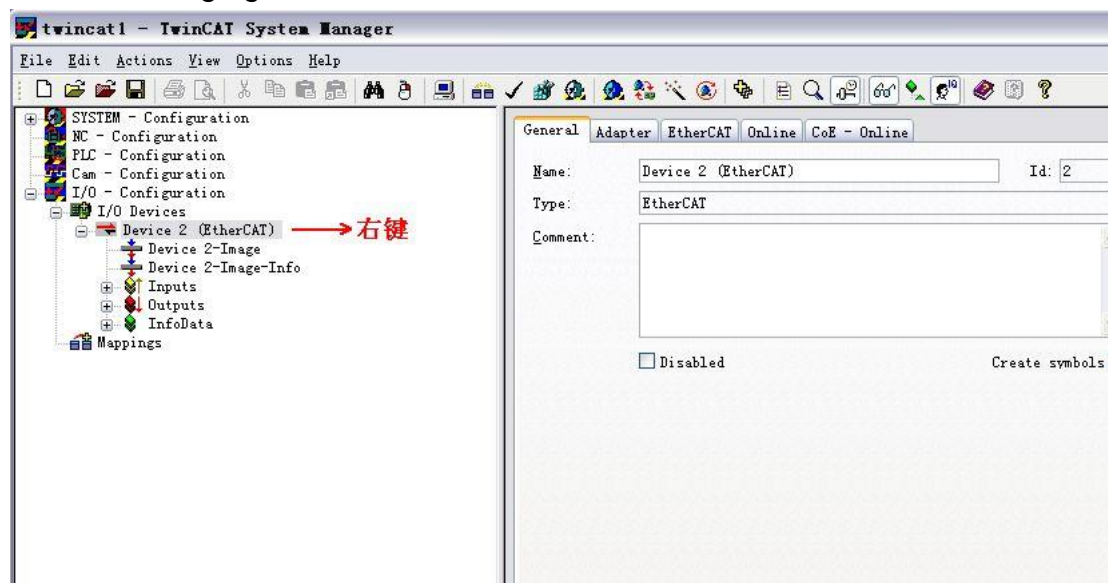 twincat1 - TwinCAT System Manager
File Edit Actions View Options Help
SYSTEM - Configuration
NC - Configuration
PLC - Configuration
Cam - Configuration
I/O - Configuration
I/O Devices
Device 2 (EtherCAT) 右键
Device 2-Image
Device 2-Image-Info
Inputs
Outputs
InfoData
Mappings
General Adapter EtherCAT Online CoE - Online
Name: Device 2 (EtherCAT) Id: 2
Type: EtherCAT
Comment:
Disabled Create symbols